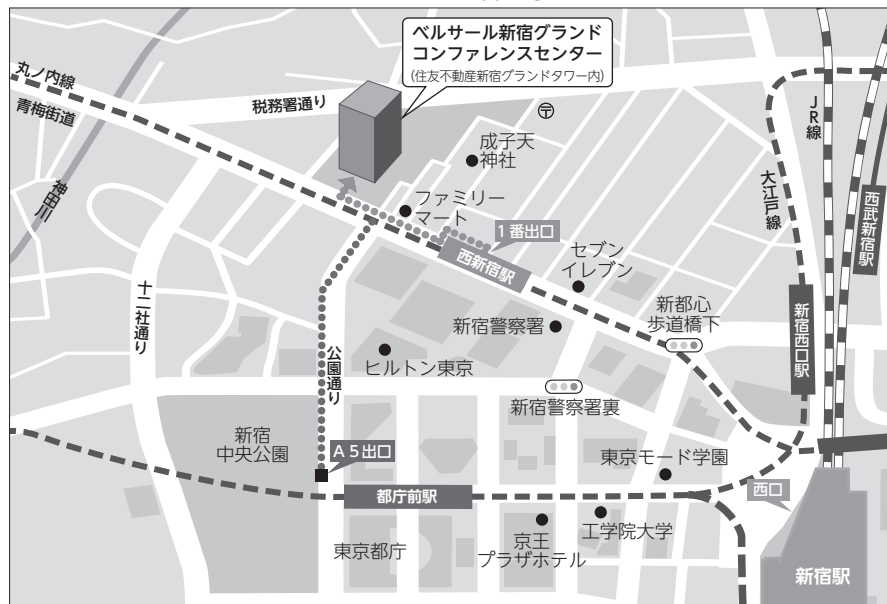 ベルサール新宿グランド
コンファレンスセンター
(住友不動産新宿グランドタワー内)
丸ノ内線
青梅街道
税務署通り
〒
成子天
神社
JR線
大江戸線
西武新宿駅
神田川
ファミリー
マート
1番出口
西新宿駅
セブン
イレブン
十二社通り
新宿警察署
新都心
歩道橋下
新宿西口駅
公園通り
ヒルトン東京
新宿警察署裏
新宿
中央公園
A5出口
東京モード学園
西口
都庁前駅
東京都庁
京王
プラザホテル
工学院大学
新宿駅